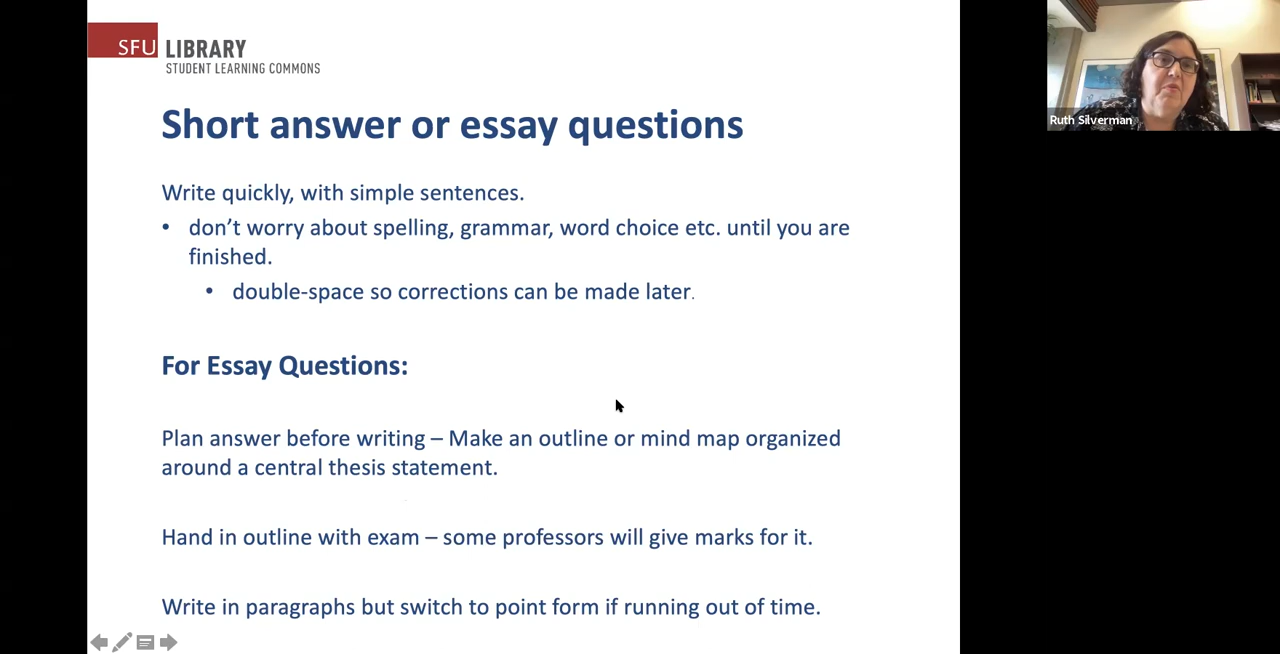 SFU LIBRARY
STUDENT LEARNING COMMONS
Short answer or essay questions
Write quickly, with simple sentences.
• don’t worry about spelling, grammar, word choice etc. until you are
finished.
• double-space so corrections can be made later.
For Essay Questions:
Plan answer before writing – Make an outline or mind map organized
around a central thesis statement.
Hand in outline with exam – some professors will give marks for it.
Write in paragraphs but switch to point form if running out of time.
Ruth Silverman